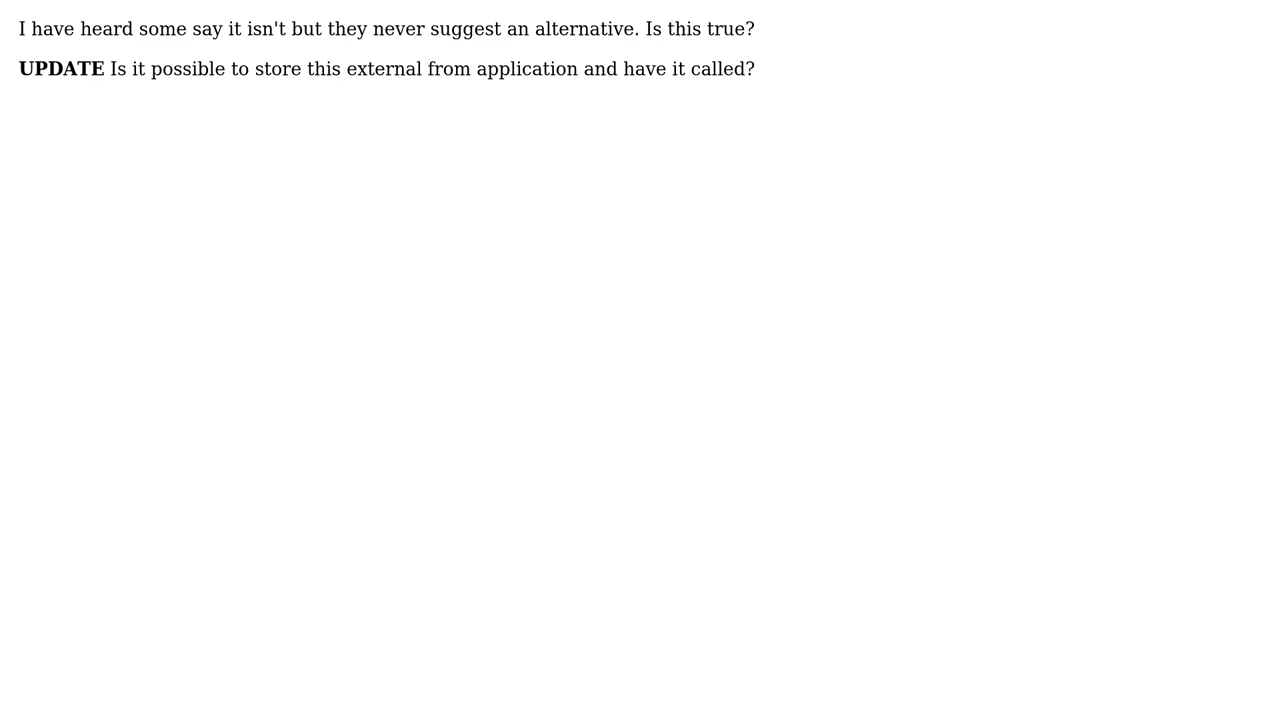 I have heard some say it isn't but they never suggest an alternative. Is this true?
UPDATE Is it possible to store this external from application and have it called?